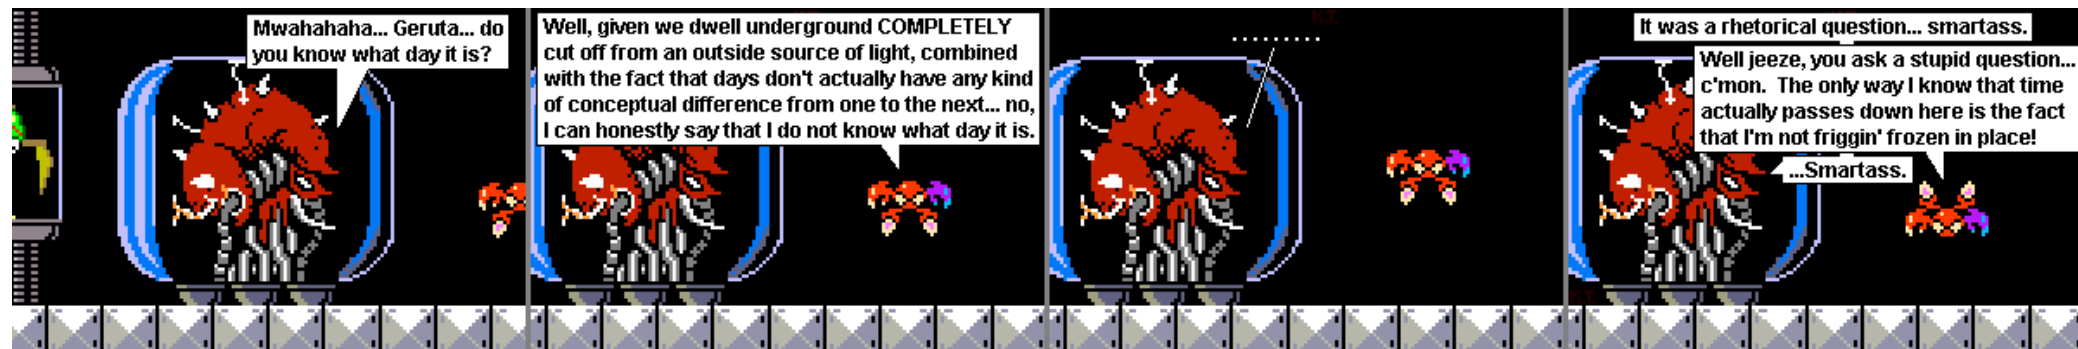 Mwahahaha... Geruta... do
you know what day it is?
Well, given we dwell underground COMPLETELY
cut off from an outside source of light, combined
with the fact that days don't actually have any kind
of conceptual difference from one to the next... no,
I can honestly say that I do not know what day it is.
..........
It was a rhetorical question... smartass.
Well jeeze, you ask a stupid question...
c'mon.  The only way I know that time
actually passes down here is the fact
that I'm not friggin' frozen in place!
...Smartass.